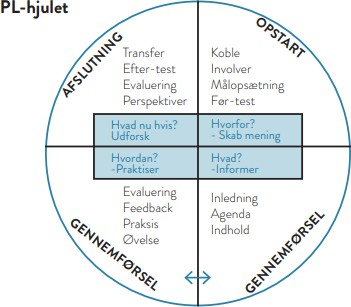 PL-hjulet
AFSLUTNING
OPSTART
Transfer
Efter-test
Evaluering
Perspektiver
Koble
Involver
Målopsætning
Før-test
Hvad nu hvis?
Udforsk
Hvorfor?
- Skab mening
Hvordan?
-Praktiser
Hvad?
-Informer
Evaluering
Feedback
Praksis
Øvelse
Inledning
Agenda
Indhold
GENNEMFØRSEL
GENNEMFØRSEL